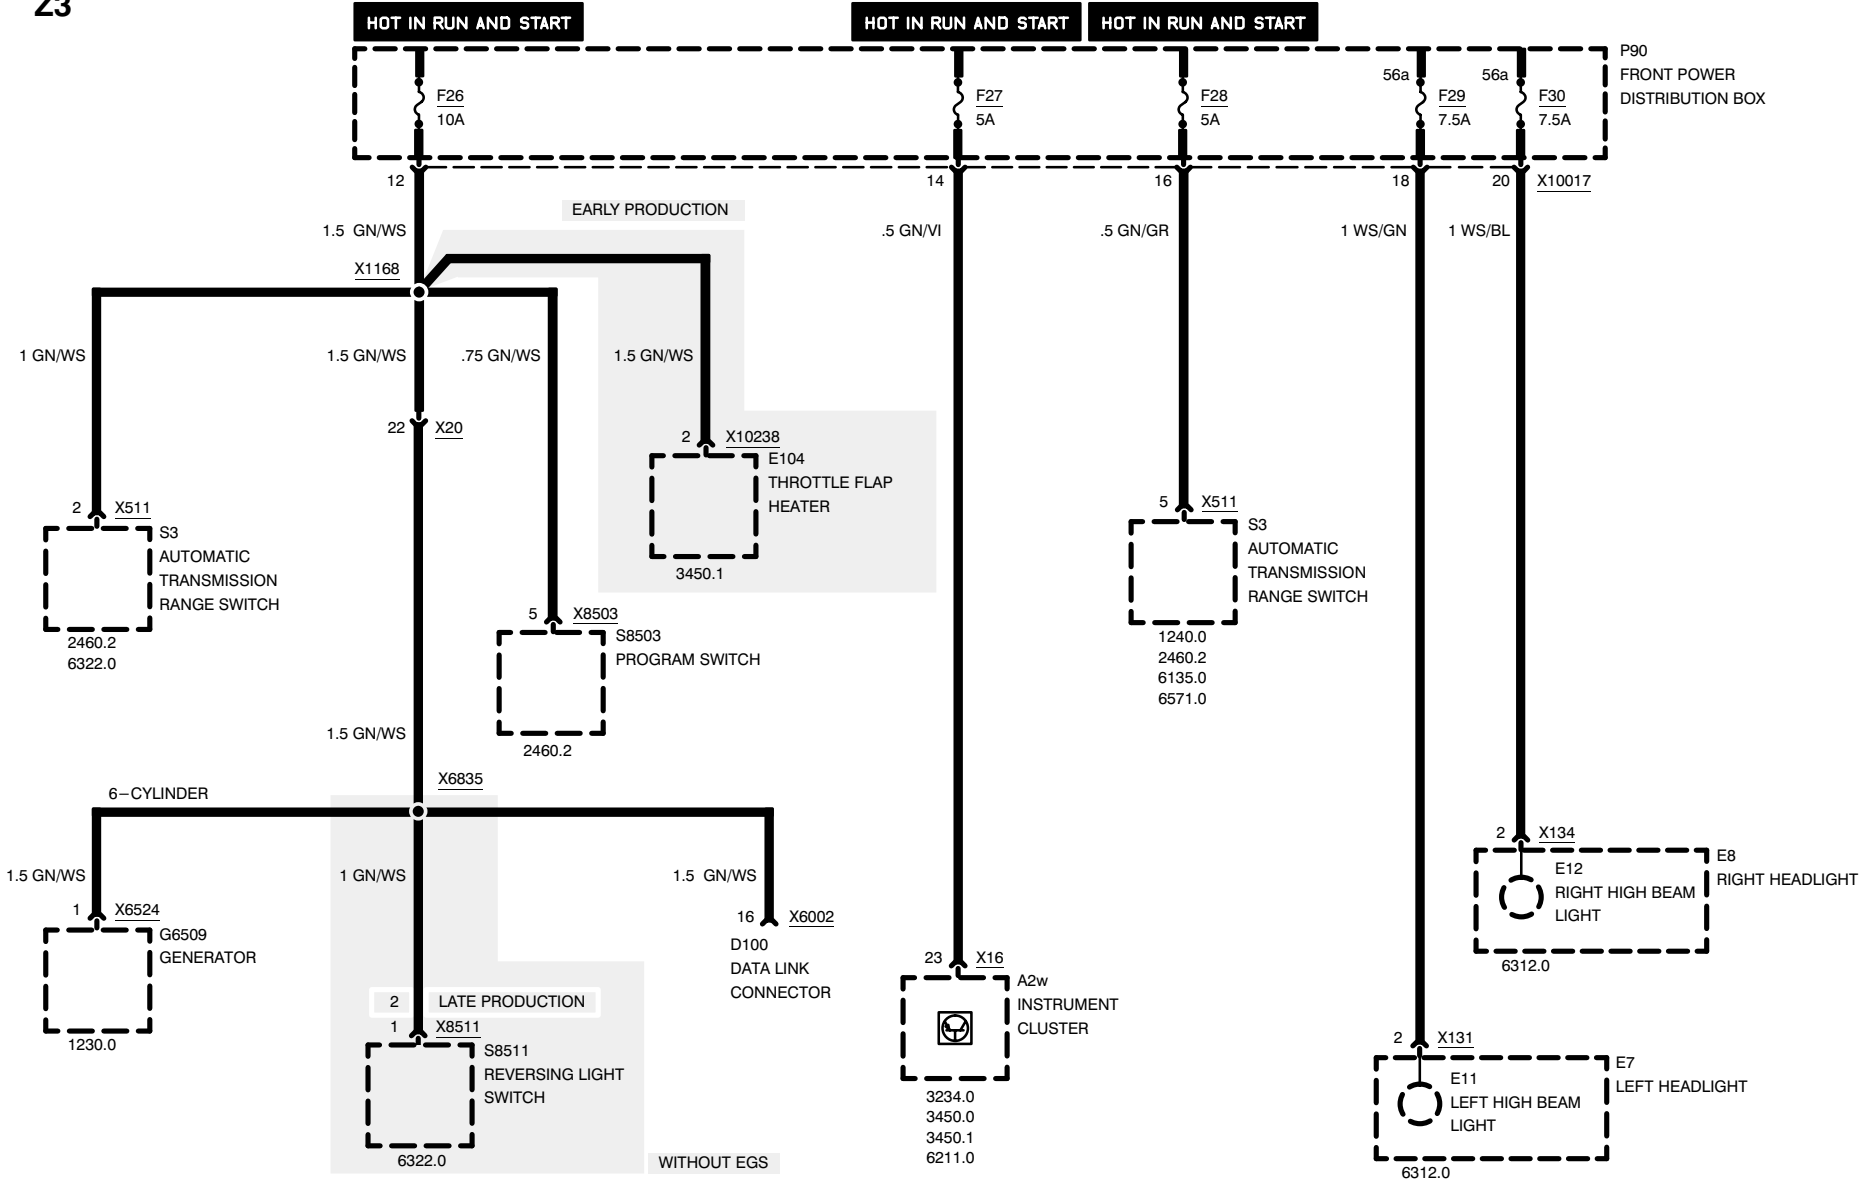 Z3
HOT IN RUN AND START
HOT IN RUN AND START
HOT IN RUN AND START
P90
FRONT POWER
DISTRIBUTION BOX
F26
10A
F27
5A
F28
5A
56a
F29
7.5A
56a
F30
7.5A
12
14
16
18
20
X10017
EARLY PRODUCTION
1.5 GN/WS
.5 GN/VI
.5 GN/GR
1 WS/GN
1 WS/BL
X1168
1 GN/WS
1.5 GN/WS
.75 GN/WS
1.5 GN/WS
22
X20
2
X10238
E104
THROTTLE FLAP
HEATER
3450.1
2
X511
S3
AUTOMATIC
TRANSMISSION
RANGE SWITCH
2460.2
6322.0
5
X511
S3
AUTOMATIC
TRANSMISSION
RANGE SWITCH
1240.0
2460.2
6135.0
6571.0
5
X8503
S8503
PROGRAM SWITCH
2460.2
1.5 GN/WS
X6835
6-CYLINDER
1.5 GN/WS
1 GN/WS
1.5 GN/WS
1
X6524
G6509
GENERATOR
1230.0
16
X6002
D100
DATA LINK
CONNECTOR
2
LATE PRODUCTION
1
X8511
S8511
REVERSING LIGHT
SWITCH
6322.0
WITHOUT EGS
23
X16
A2w
INSTRUMENT
CLUSTER
3234.0
3450.0
3450.1
6211.0
2
X134
E8
RIGHT HEADLIGHT
E12
RIGHT HIGH BEAM
LIGHT
6312.0
2
X131
E7
LEFT HEADLIGHT
E11
LEFT HIGH BEAM
LIGHT
6312.0